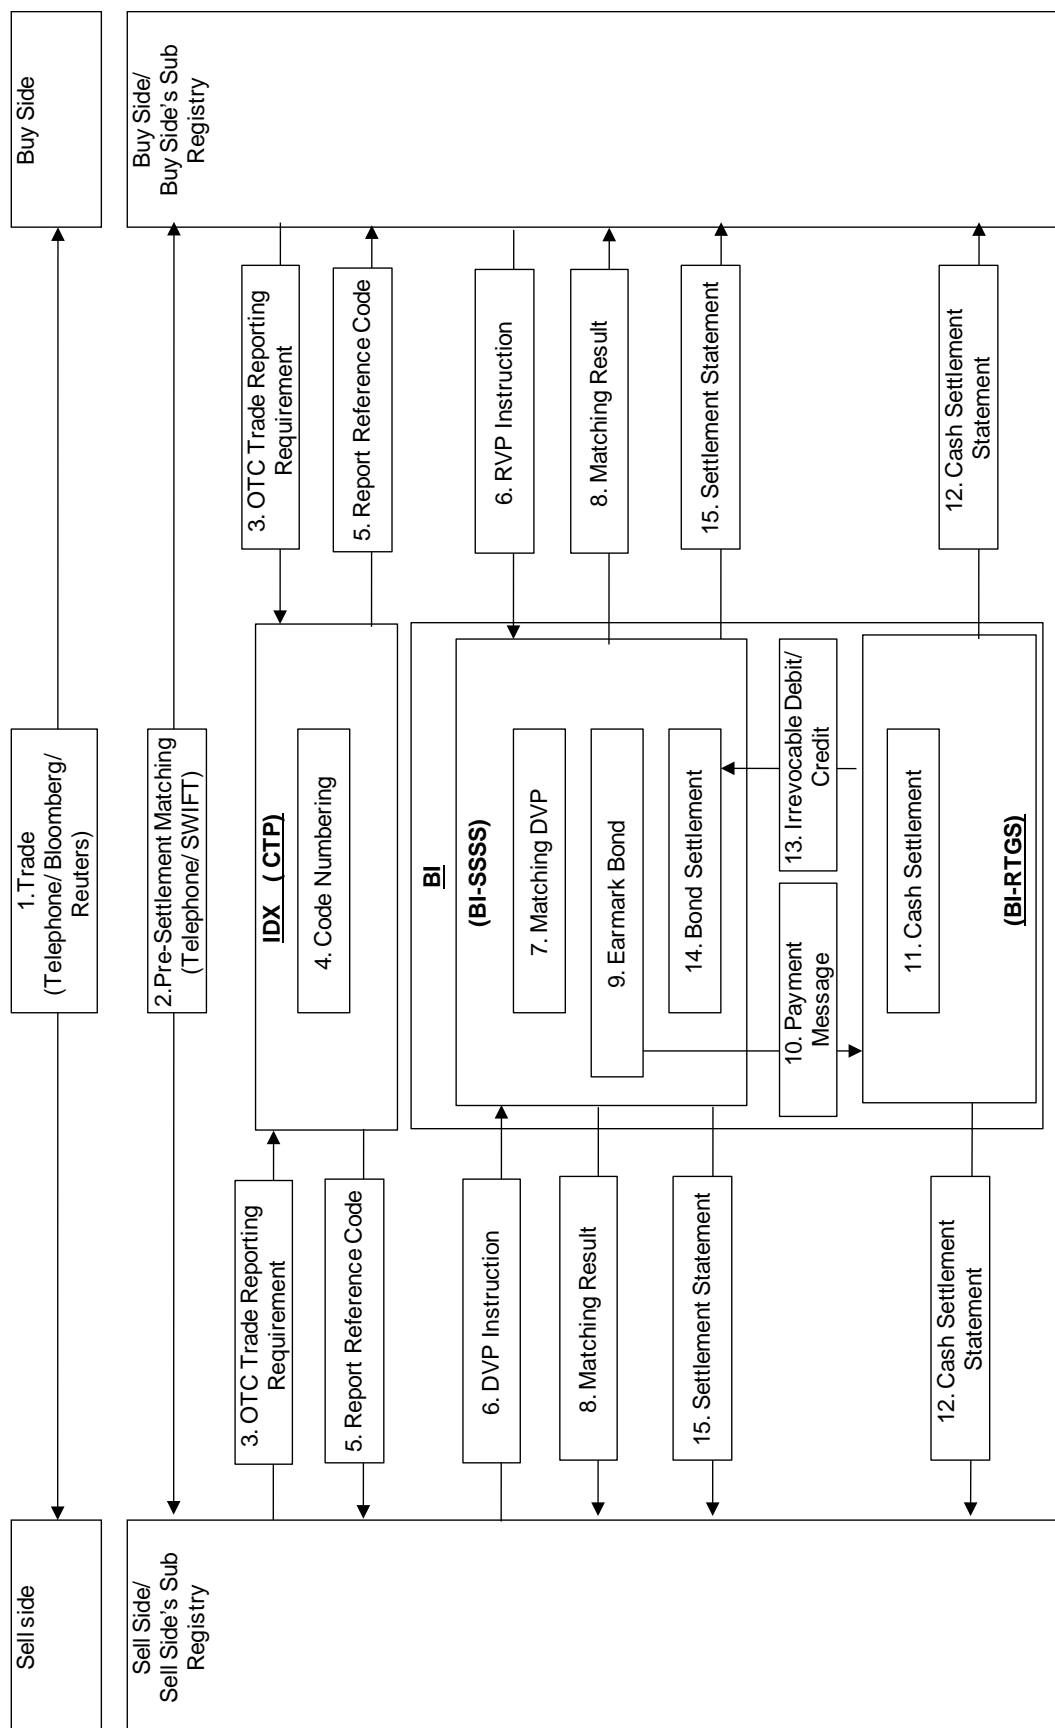 Sell side
1.Trade
(Telephone/ Bloomberg/
Reuters)
Buy Side
Sell Side/
Sell Side’s Sub
Registry
2.Pre-Settlement Matching
(Telephone/ SWIFT)
Buy Side/
Buy Side’s Sub
Registry
3. OTC Trade Reporting
Requirement
IDX ( CTP)
3. OTC Trade Reporting
Requirement
4. Code Numbering
5. Report Reference Code
5. Report Reference Code
BI
(BI-SSSS)
6. DVP Instruction
6. RVP Instruction
7. Matching DVP
8. Matching Result
8. Matching Result
9. Earmark Bond
14. Bond Settlement
15. Settlement Statement
15. Settlement Statement
10. Payment
Message
13. Irrevocable Debit/
Credit
11. Cash Settlement
12. Cash Settlement
Statement
12. Cash Settlement
Statement
(BI-RTGS)